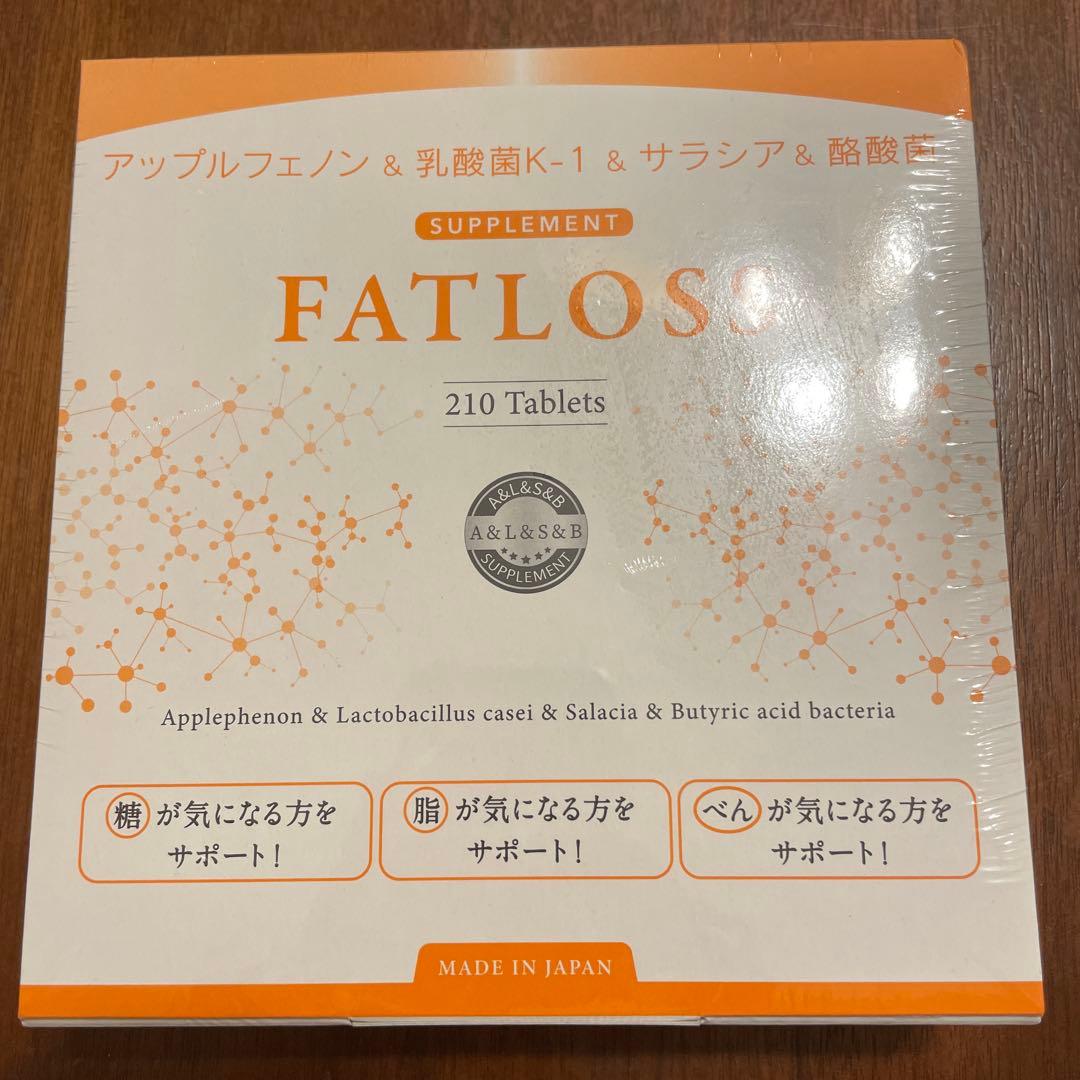 アップルフェノン & 乳酸菌K-1 & サラシア & 酪酸菌
SUPPLEMENT
FATLOSS
210 Tablets
A&L&S&B
A&L&S&B
SUPPLEMENT
Applephenon & Lactobacillus casei & Salacia & Butyric acid bacteria
糖が気になる方を
サポート!
脂が気になる方を
サポート!
べんが気になる方を
サポート!
MADE IN JAPAN